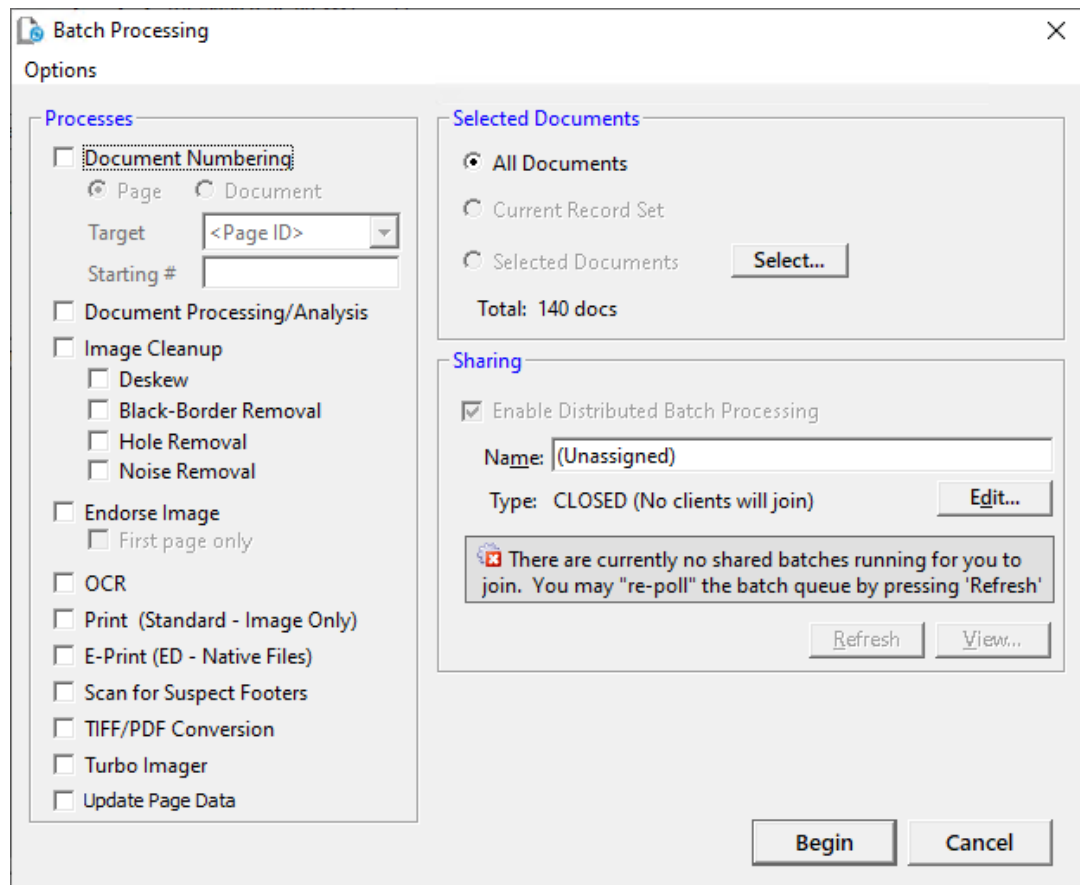 Batch Processing
Options
Processes
Document Numbering
Page Document
Target <Page ID>
Starting #
Document Processing/Analysis
Image Cleanup
Deskew
Black-Border Removal
Hole Removal
Noise Removal
Endorse Image
First page only
OCR
Print (Standard - Image Only)
E-Print (ED - Native Files)
Scan for Suspect Footers
TIFF/PDF Conversion
Turbo Imager
Update Page Data
Selected Documents
All Documents
Current Record Set
Selected Documents Select...
Total: 140 docs
Sharing
Enable Distributed Batch Processing
Name: (Unassigned)
Type: CLOSED (No clients will join) Edit...
There are currently no shared batches running for you to
join. You may "re-poll" the batch queue by pressing 'Refresh'
Refresh View...
Begin Cancel